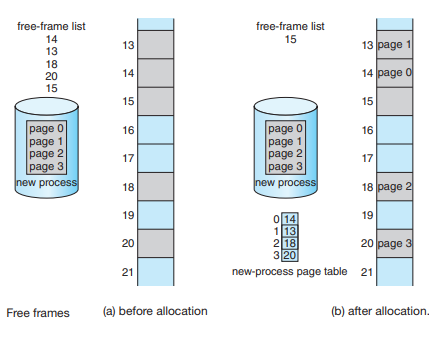 free-frame list
14
13
18
20
15
page 0
page 1
page 2
page 3
new process
13
14
15
16
17
18
19
20
21
Free frames
(a) before allocation
free-frame list
15
page 0
page 1
page 2
page 3
new process
0 14
1 13
2 18
3 20
new-process page table
13 page 1
14 page 0
15
16
17
18 page 2
19
20 page 3
21
(b) after allocation.